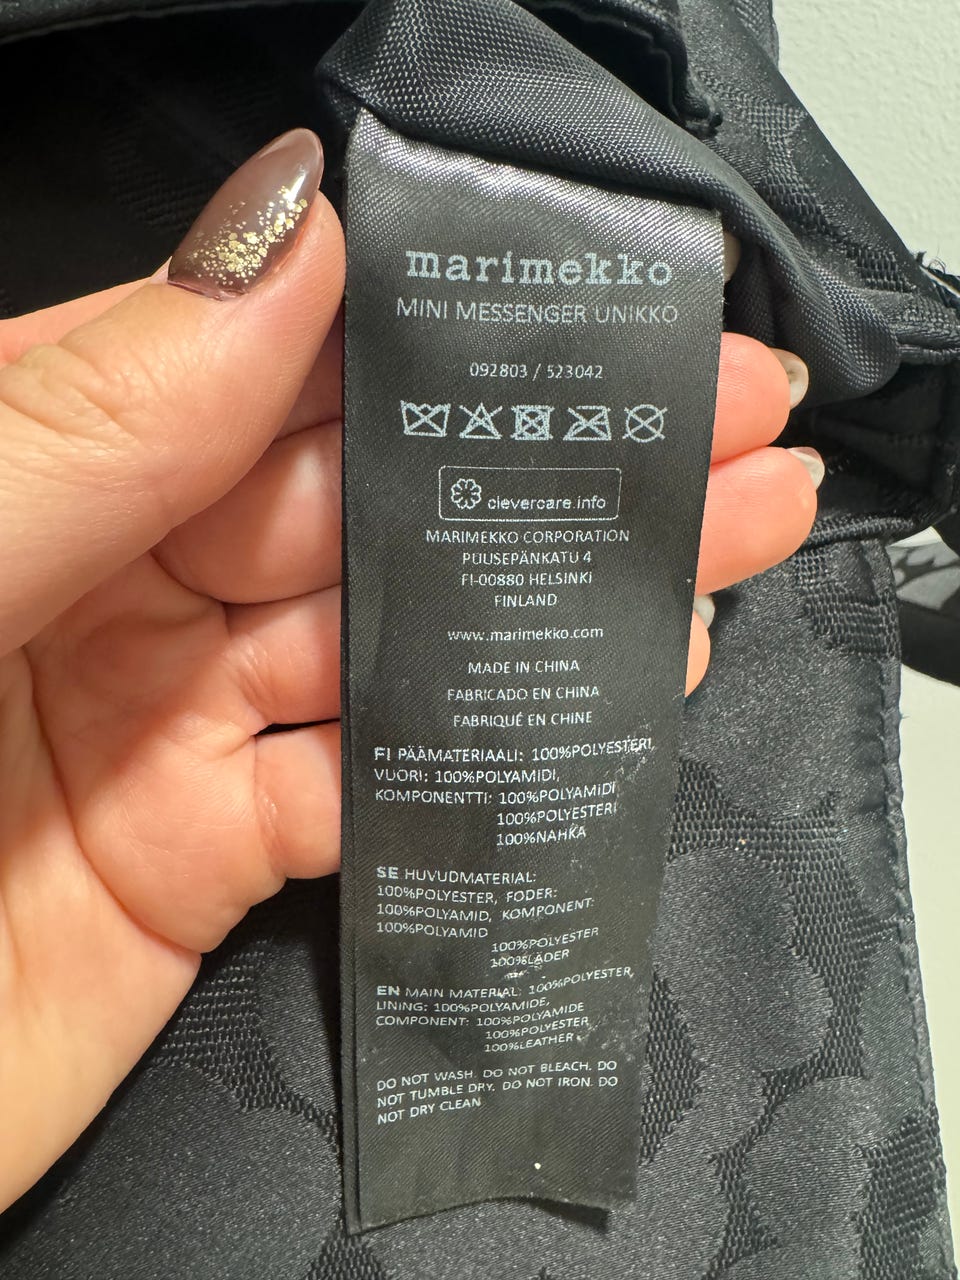 marimekko
MINI MESSENGER UNIKKO
092803 / 523042
clevercare.info
MARIMEKKO CORPORATION
PUUSEPÄNKATU 4
FI-00880 HELSINKI
FINLAND
www.marimekko.com
MADE IN CHINA
FABRICADO EN CHINA
FABRIQUÉ EN CHINE
FI PÄÄMATERIAALI: 100%POLYESTERI,
VUORI: 100%POLYAMIDI,
KOMPONENTTI: 100%POLYAMIDI
100%POLYESTERI
100%NAHKA
SE HUVUDMATERIAL:
100%POLYESTER, FODER:
100%POLYAMID, KOMPONENT:
100%POLYAMID
100%POLYESTER
100%LÄDER
EN MAIN MATERIAL: 100%POLYESTER,
LINING: 100%POLYAMIDE,
COMPONENT: 100%POLYAMIDE
100%POLYESTER
100%LEATHER
DO NOT WASH. DO NOT BLEACH. DO
NOT TUMBLE DRY. DO NOT IRON. DO
NOT DRY CLEAN